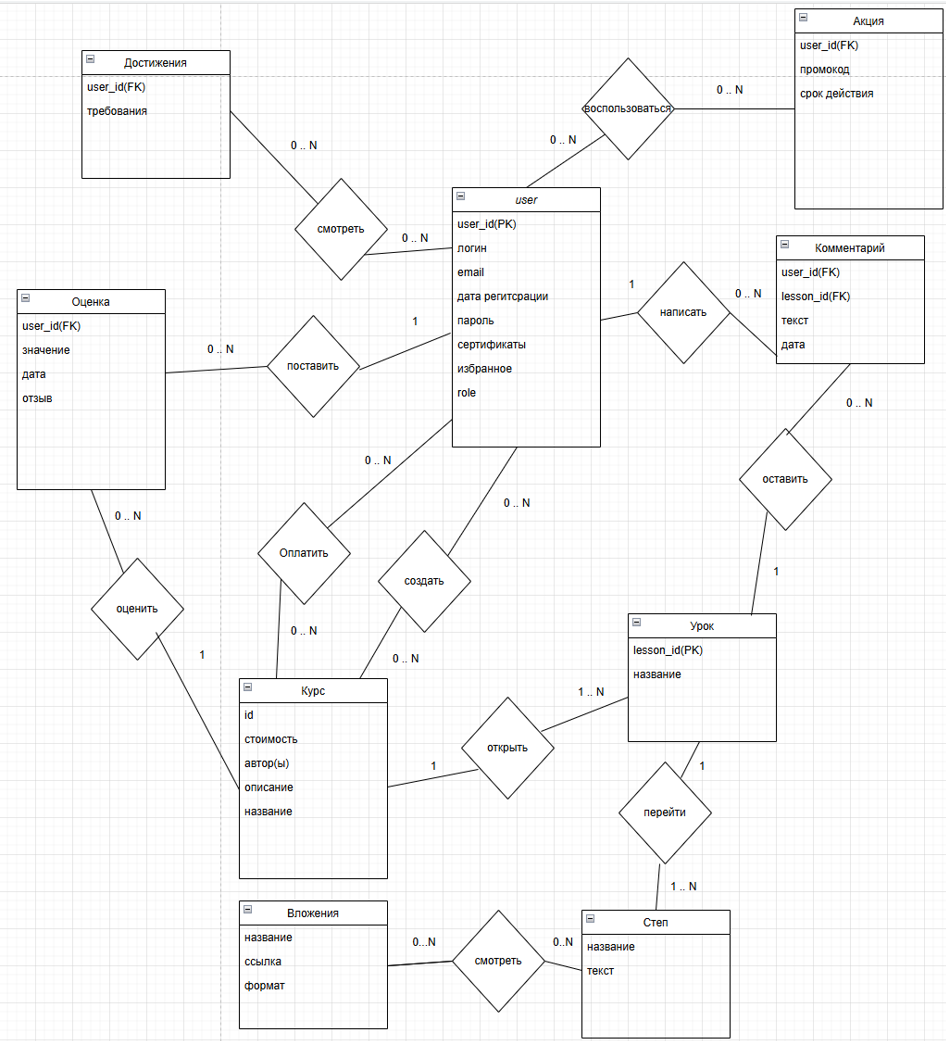 Акция
user_id(FK)
промокод
срок действия
Достижения
user_id(FK)
требования
воспользоваться
0 .. N
0 .. N
0 .. N
смотреть
0 .. N
user
user_id(PK)
логин
email
дата регитсрации
пароль
сертификаты
избранное
role
Комментарий
user_id(FK)
lesson_id(FK)
текст
дата
1
написать
0 .. N
Оценка
user_id(FK)
значение
дата
отзыв
0 .. N
поставить
1
0 .. N
оставить
1
0 .. N
Оплатить
0 .. N
0 .. N
создать
0 .. N
0 .. N
оценить
1
Урок
lesson_id(PK)
название
Курс
id
стоимость
автор(ы)
описание
название
1
открыть
1 .. N
1
перейти
1 .. N
Вложения
название
ссылка
формат
0...N
смотреть
0..N
Степ
название
текст